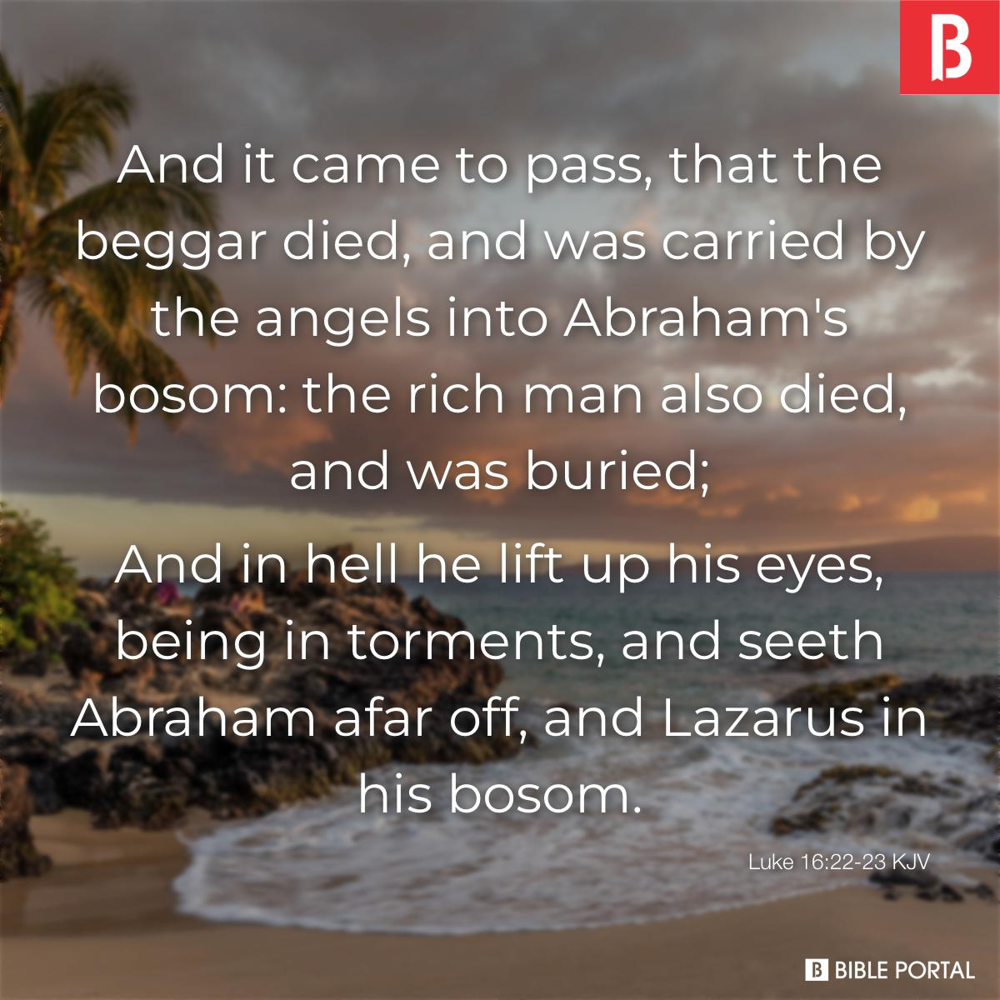 B
And it came to pass, that the
beggar died, and was carried by
the angels into Abraham's
bosom: the rich man also died,
and was buried;
And in hell he lift up his eyes,
being in torments, and seeth
Abraham afar off, and Lazarus in
his bosom.
Luke 16:22-23 KJV
B BIBLE PORTAL